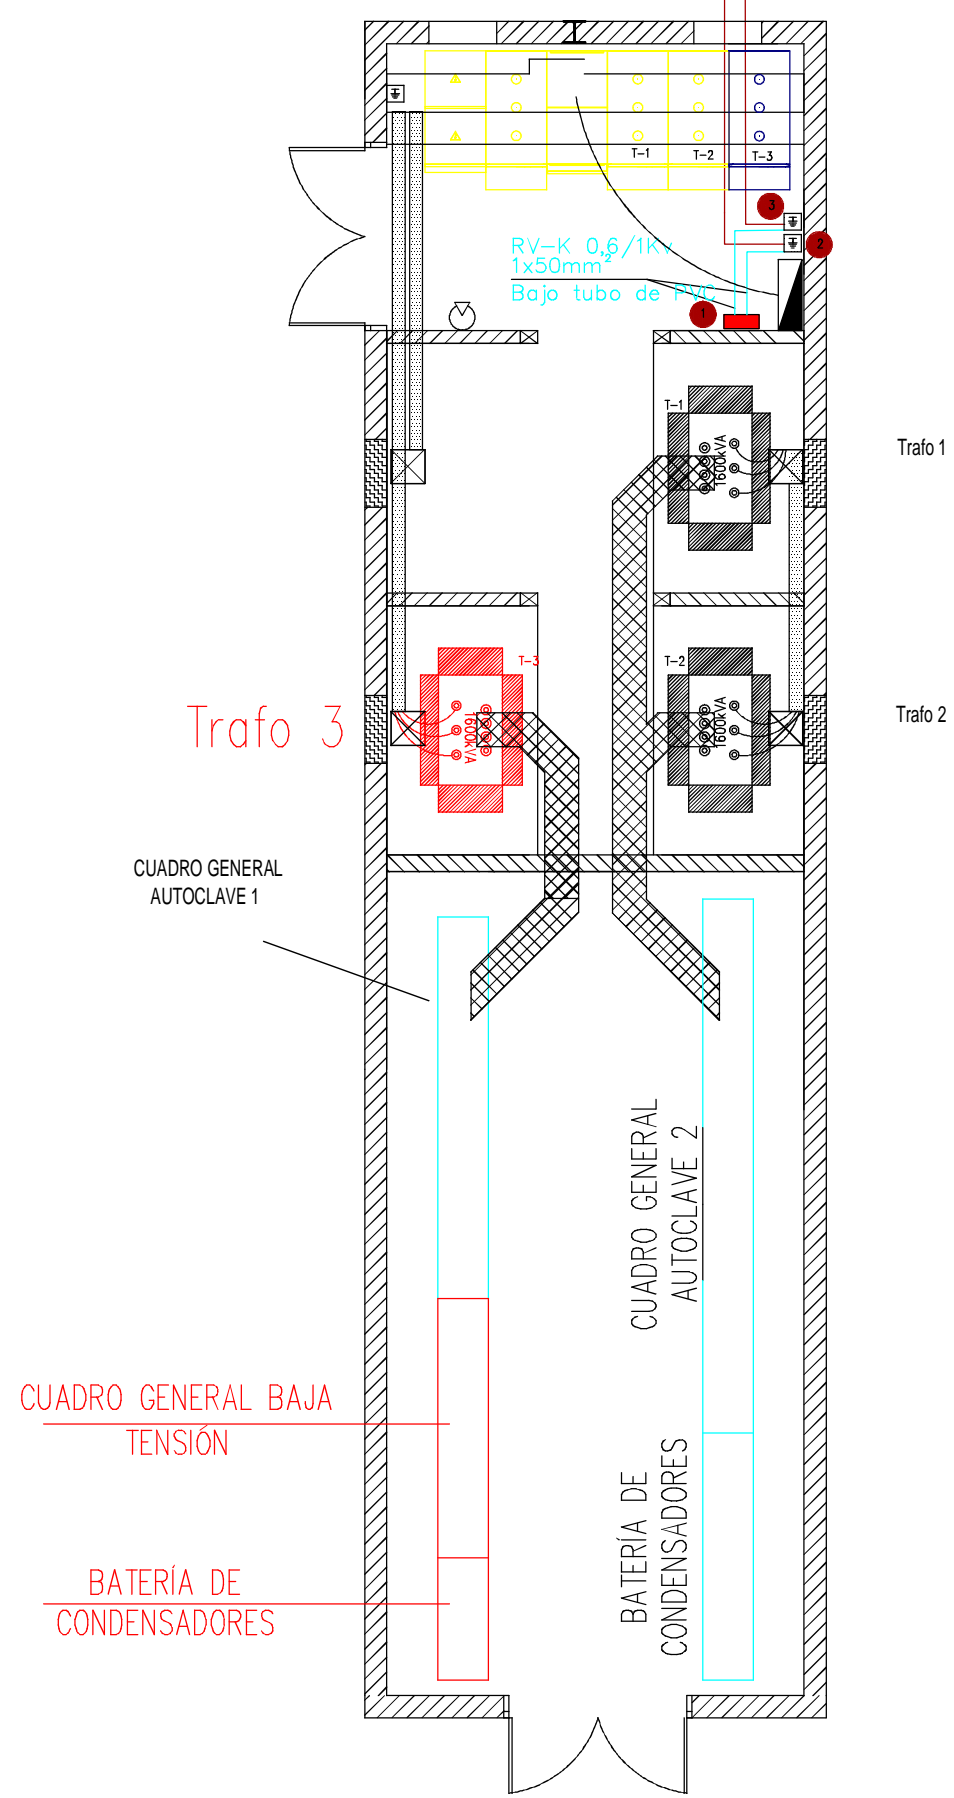 T-1
T-2
T-3
3
2
RV-K 0,6/1Kv
1x50mm²
Bajo tubo de PVC
1
T-1
1600kVA
Trafo 1
T-3
1600kVA
Trafo 3
T-2
1600kVA
Trafo 2
CUADRO GENERAL
AUTOCLAVE 1
CUADRO GENERAL
AUTOCLAVE 2
CUADRO GENERAL BAJA
TENSIÓN
BATERÍA DE
CONDENSADORES
BATERÍA DE
CONDENSADORES